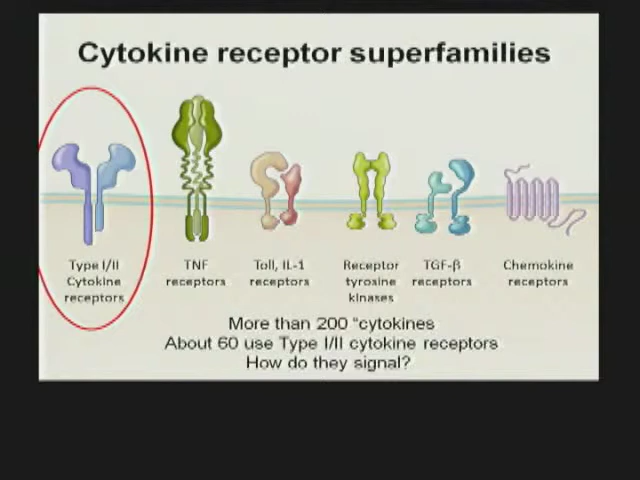 Cytokine receptor superfamilies
Type I/II
Cytokine
receptors
TNF
receptors
Toll, IL-1
receptors
Receptor
tyrosine
kinases
TGF-β
receptors
Chemokine
receptors
More than 200 “cytokines
About 60 use Type I/II cytokine receptors
How do they signal?